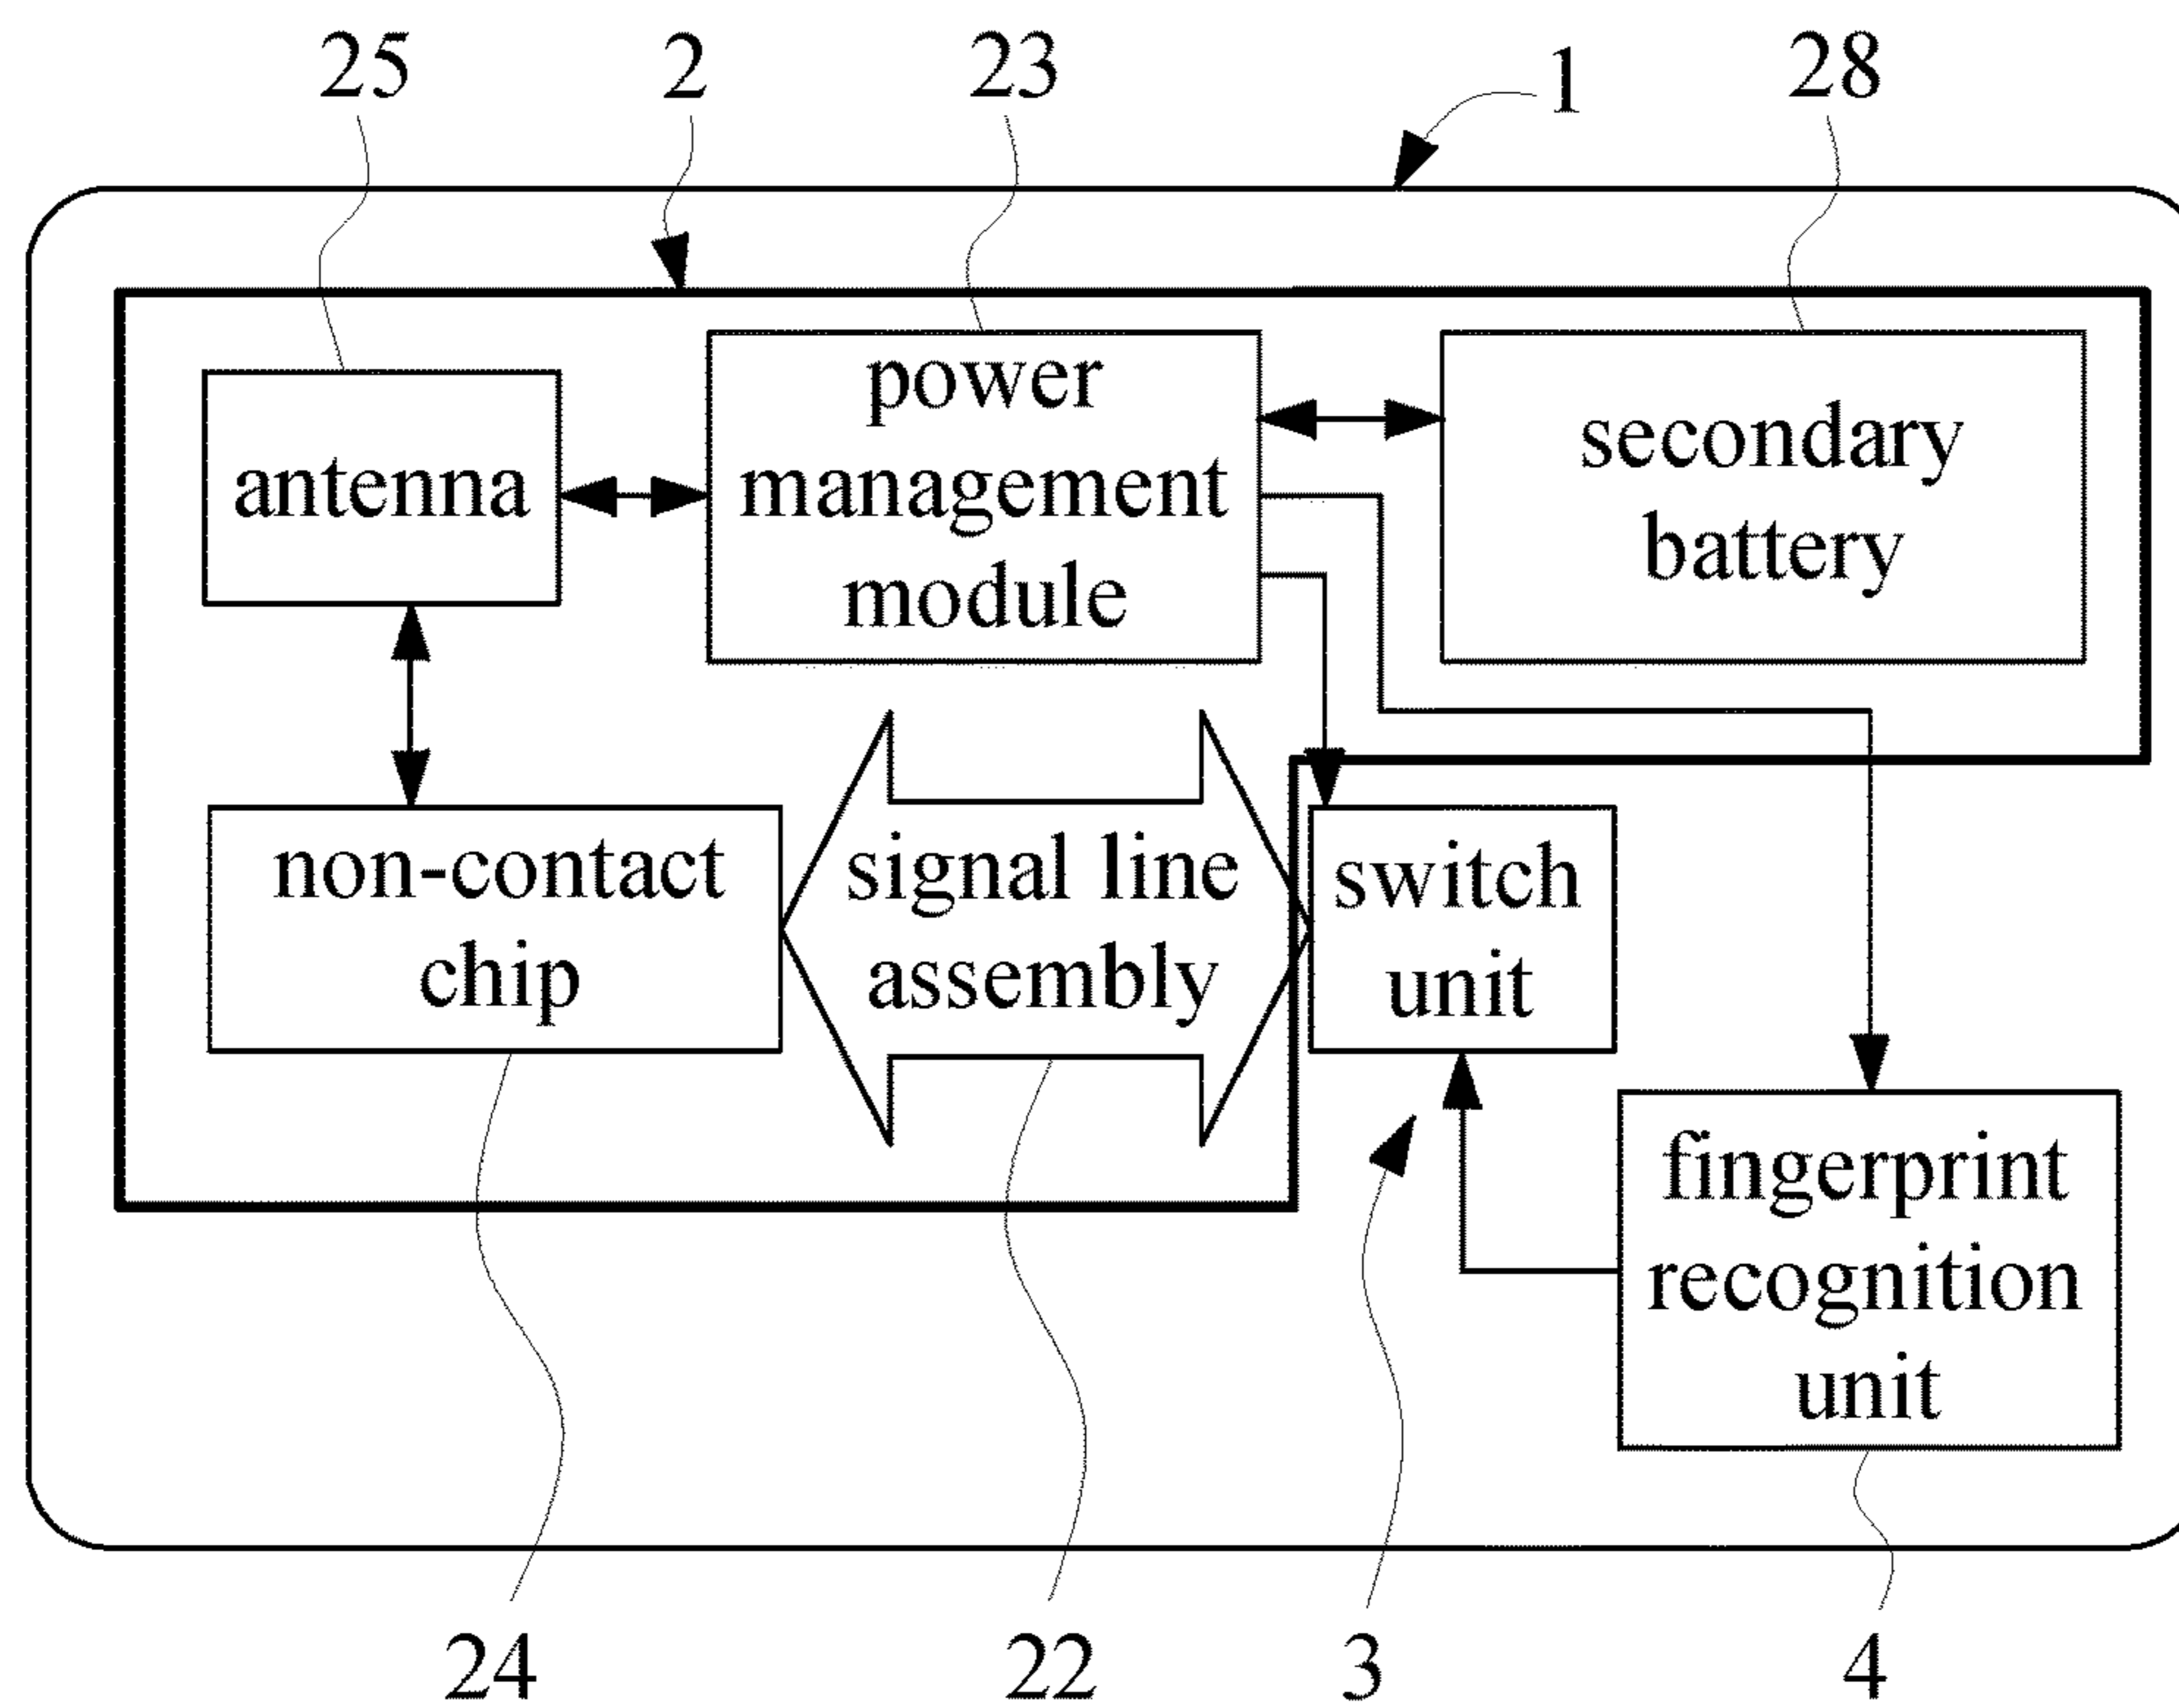 25
2
23
1
28
antenna
power
management
module
secondary
battery
non-contact
chip
signal line
assembly
switch
unit
fingerprint
recognition
unit
24
22
3
4